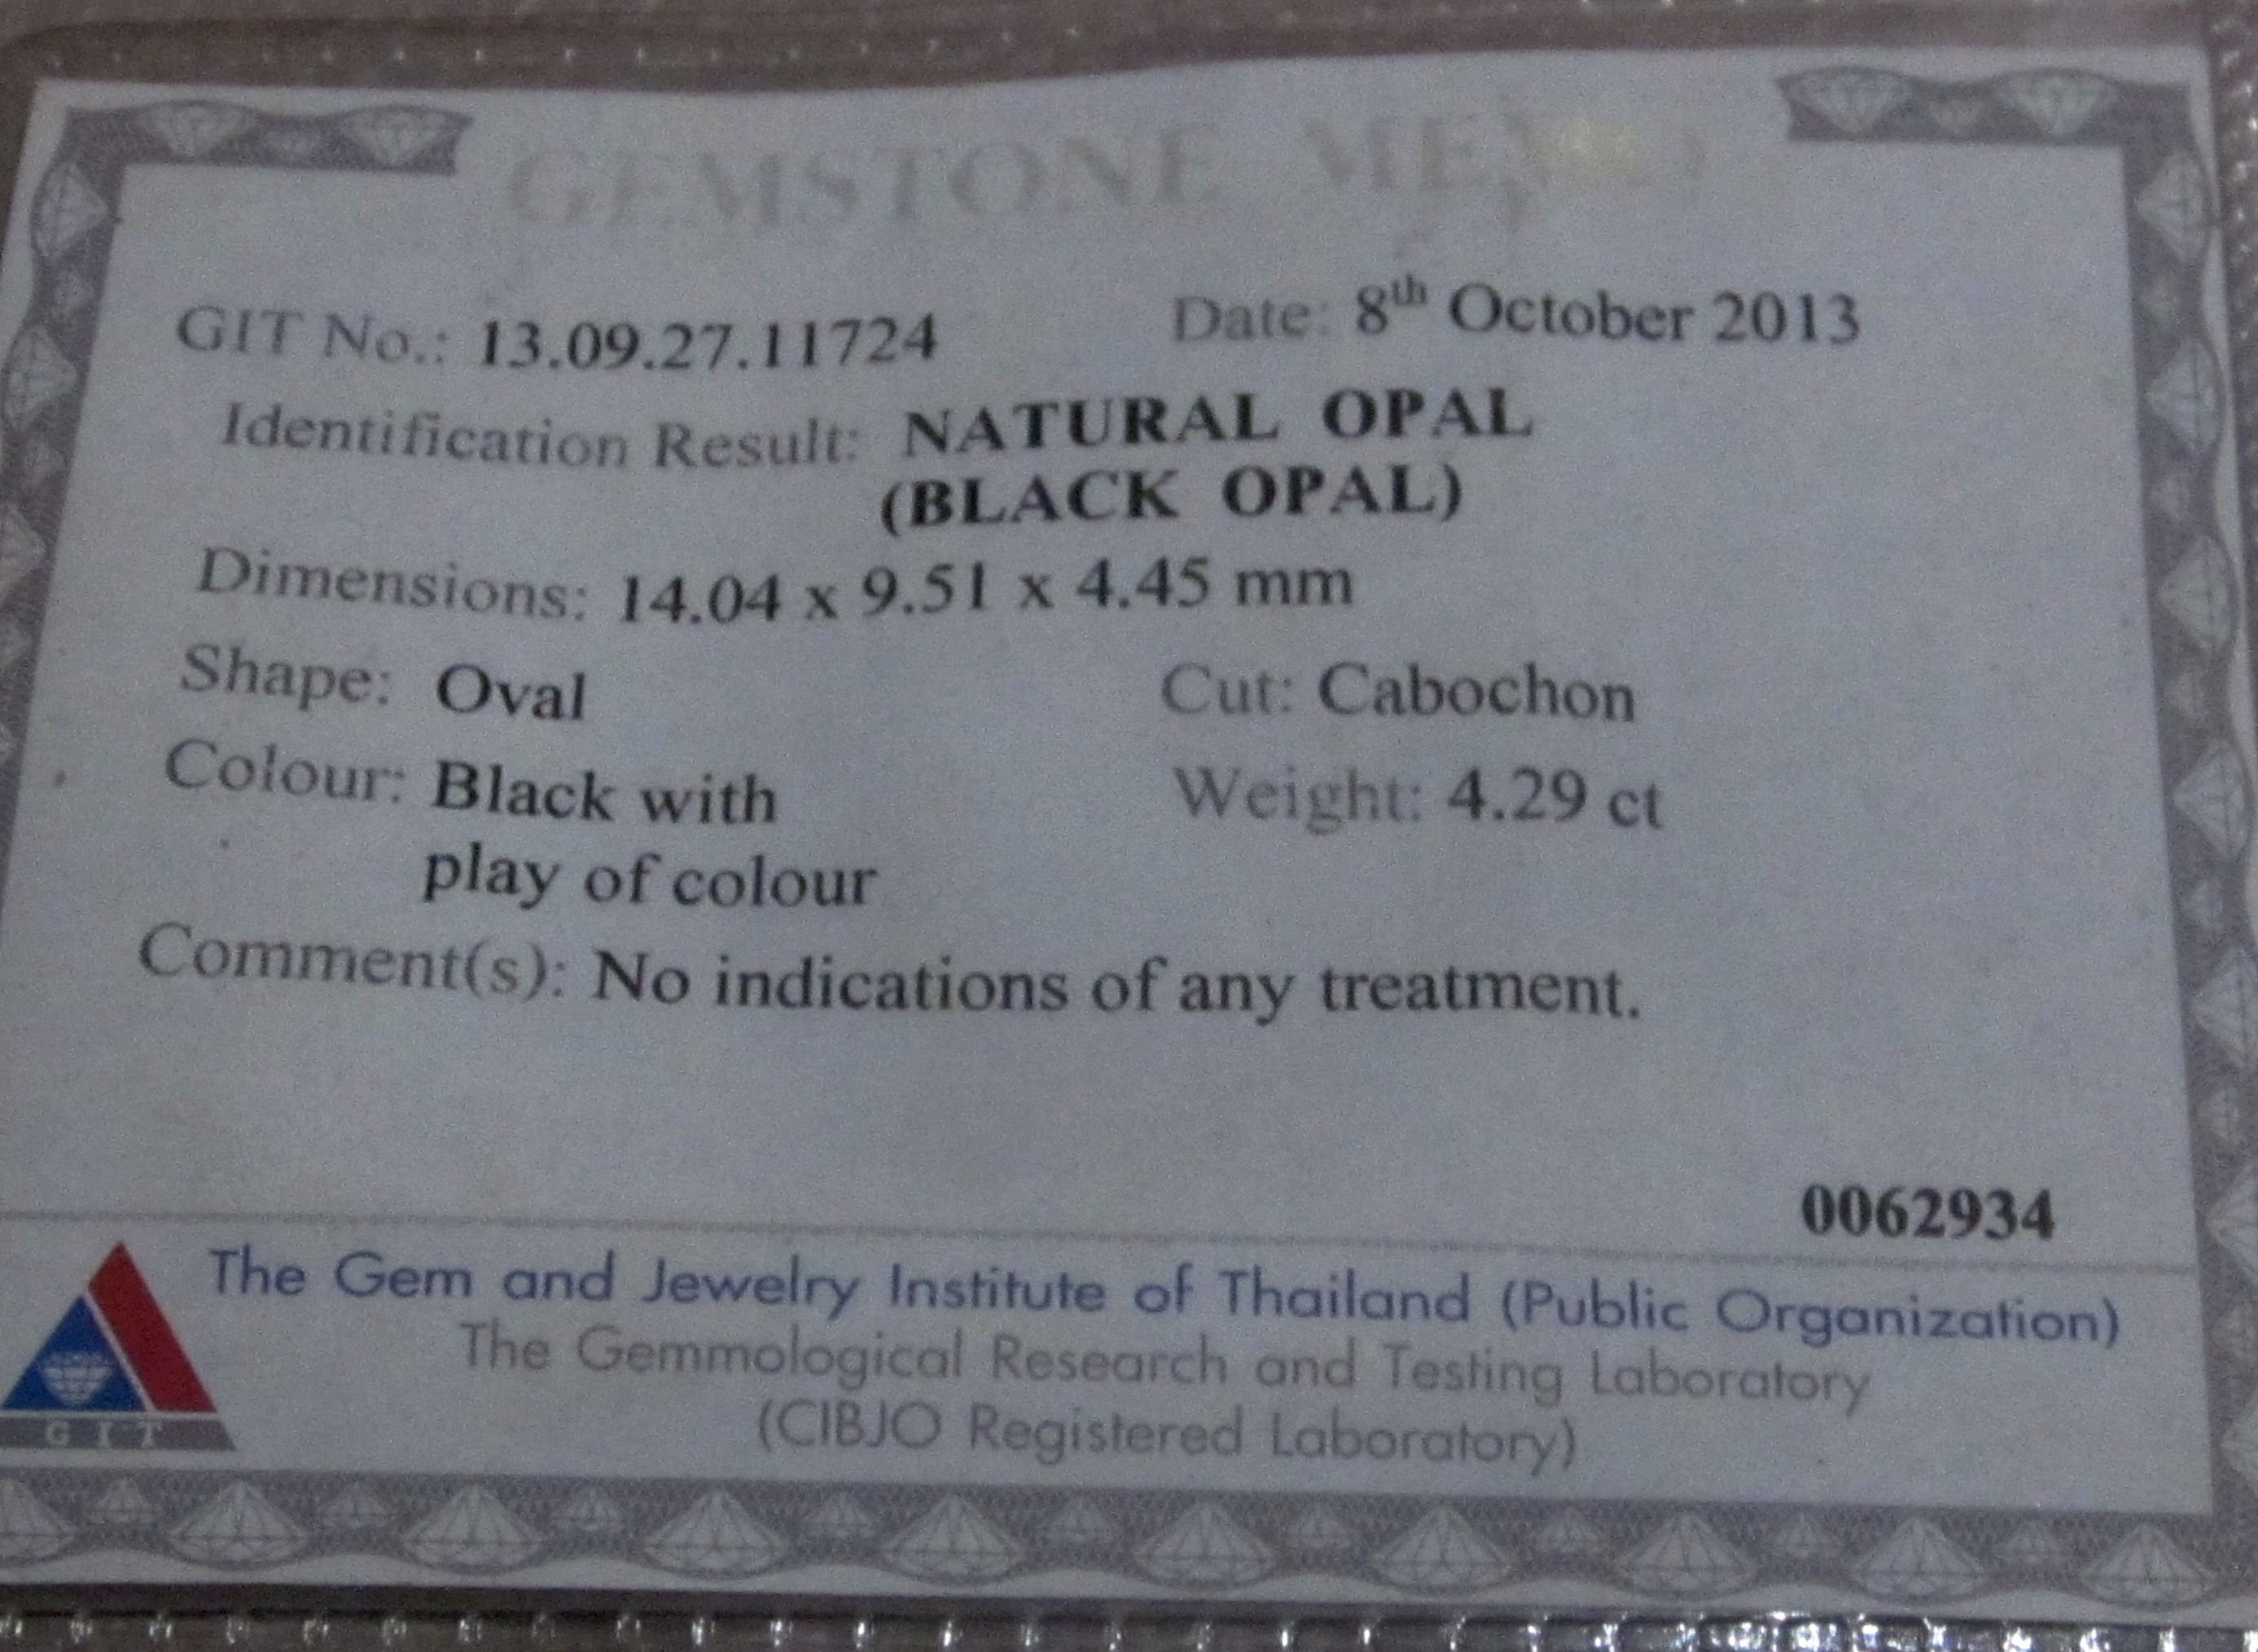 GEMSTONE
GIT No.: 13.09.27.11724 Date: 8th October 2013
Identification Result: NATURAL OPAL
(BLACK OPAL)
Dimensions: 14.04 x 9.51 x 4.45 mm
Shape: Oval Cut: Cabochon
Colour: Black with Weight: 4.29 ct
play of colour
Comment(s): No indications of any treatment.
0062934
The Gem and Jewelry Institute of Thailand (Public Organization)
The Gemmological Research and Testing Laboratory
(CIBJO Registered Laboratory)
GIT